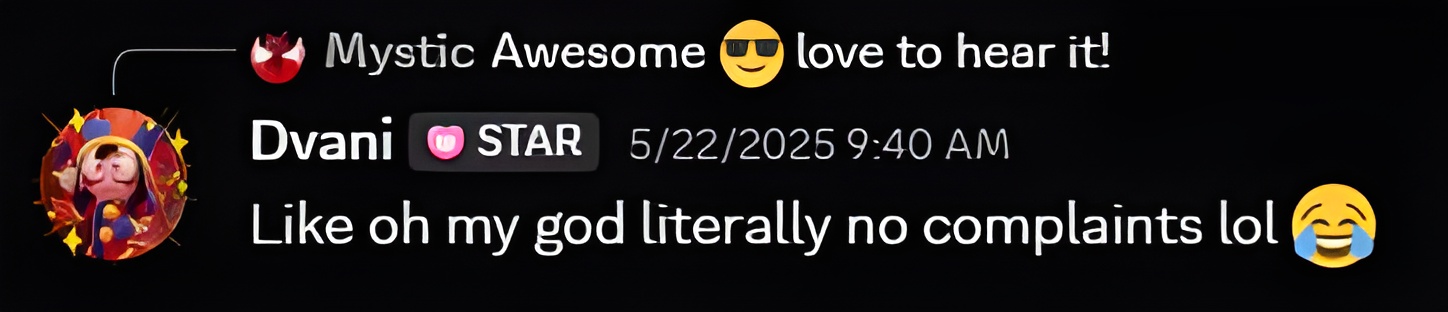 Mystic Awesome 😎 love to hear it!
Dvani STAR 5/22/2025 9:40 AM
Like oh my god literally no complaints lol 😂